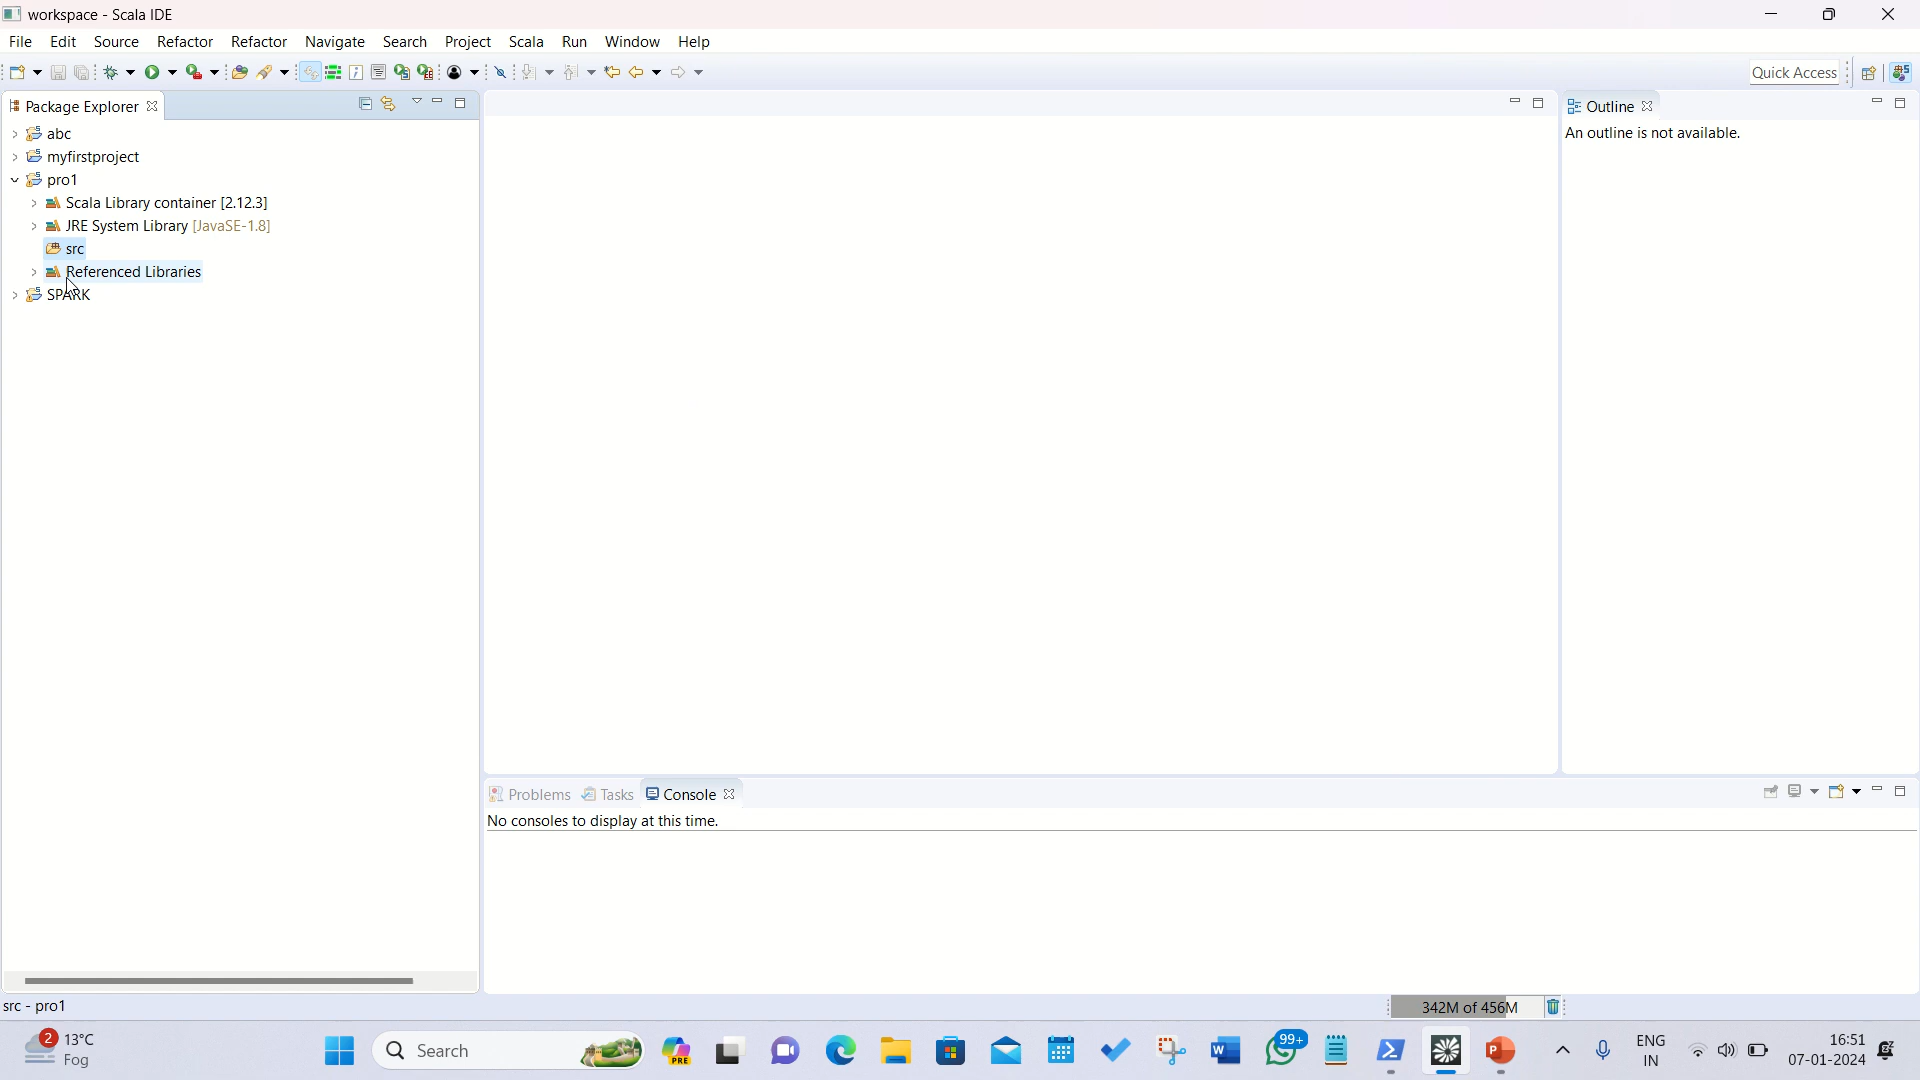 workspace - Scala IDE
File Edit Source Refactor Refactor Navigate Search Project Scala Run Window Help
Quick Access
Package Explorer
abc
myfirstproject
pro1
Scala Library container [2.12.3]
JRE System Library [JavaSE-1.8]
src
Referenced Libraries
SPARK
Outline
An outline is not available.
Problems Tasks Console
No consoles to display at this time.
src - pro1
342M of 456M
2
13°C
Fog
Search
PRE
99+
ENG
IN
16:51
07-01-2024